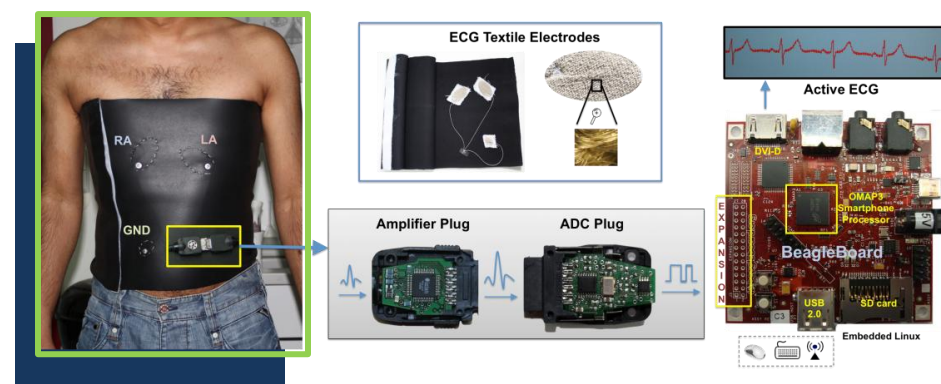 RA
LA
GND
ECG Textile Electrodes
Amplifier Plug
ADC Plug
Active ECG
DVI-D
EXPANSION
OMAP3
Smartphone
Processor
BeagleBoard
USB
2.0
SD card
C3
Embedded Linux